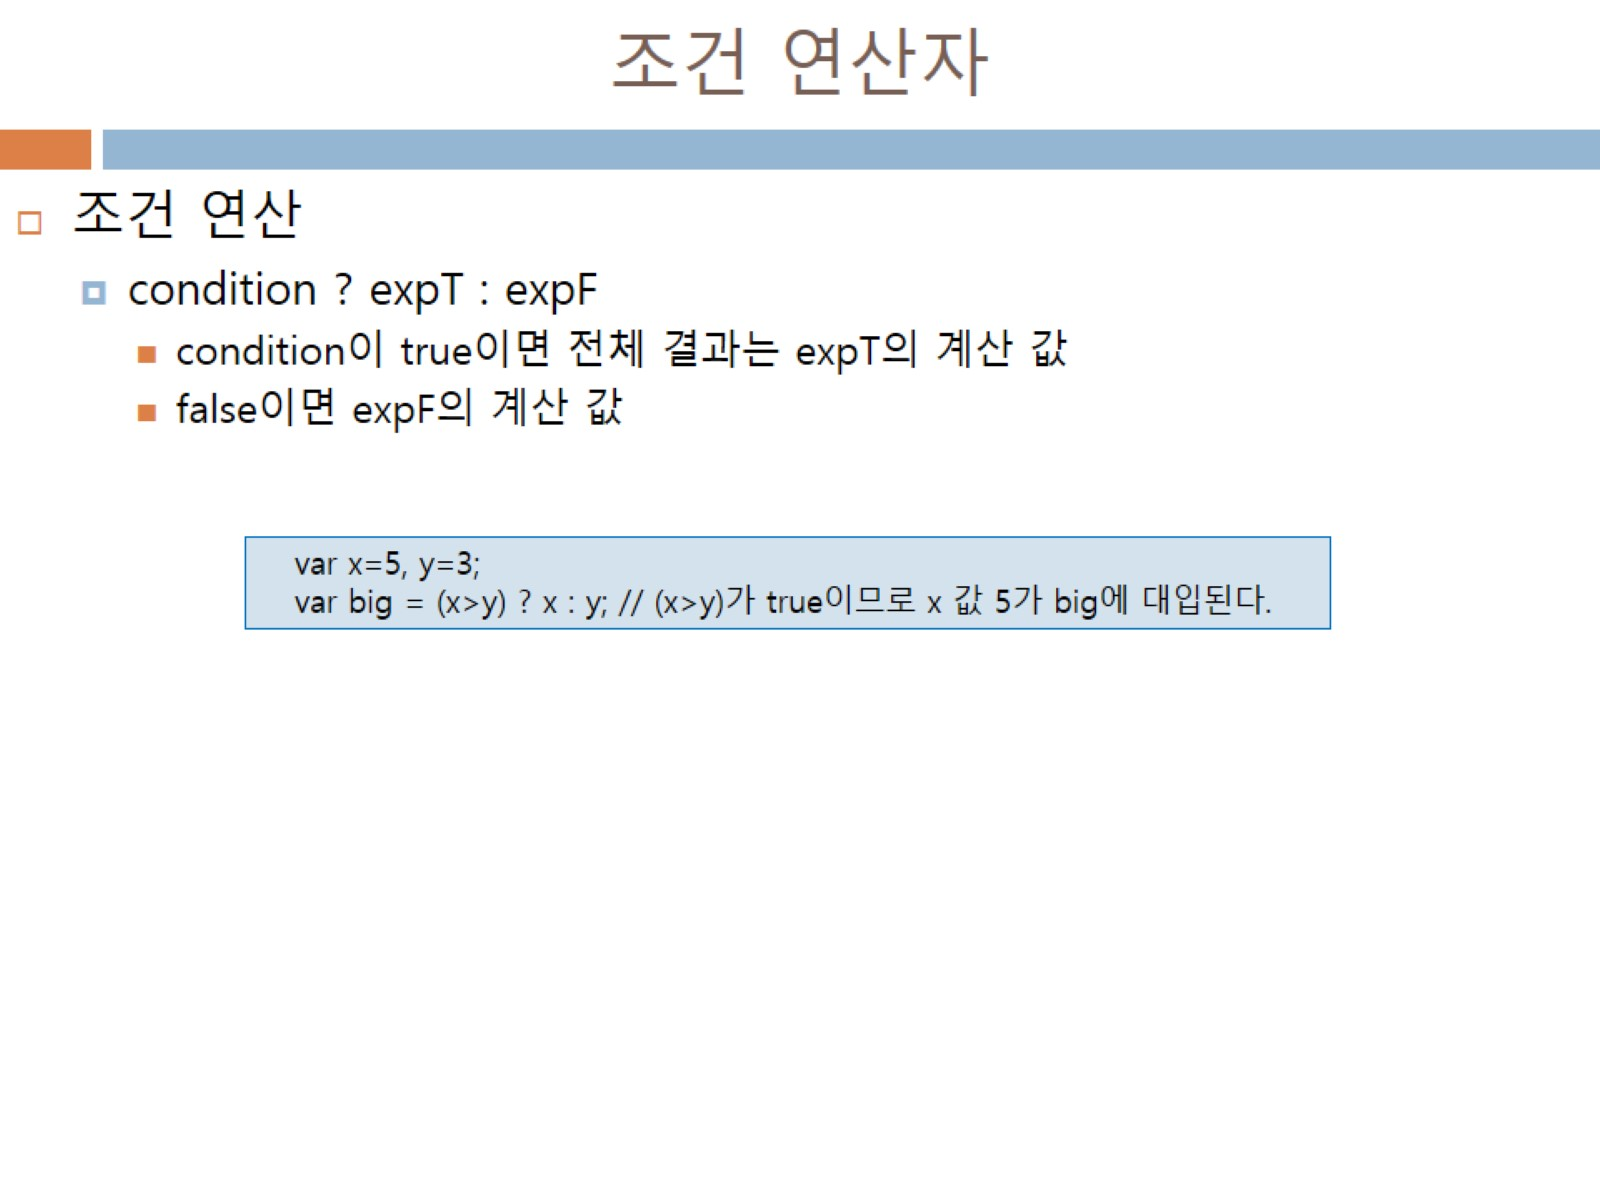 조건 연산자
조건 연산
condition ? expT : expF
condition이 true이면 전체 결과는 expT의 계산 값
false이면 expF의 계산 값
var x=5, y=3;
var big = (x>y) ? x : y; // (x>y)가 true이므로 x 값 5가 big에 대입된다.